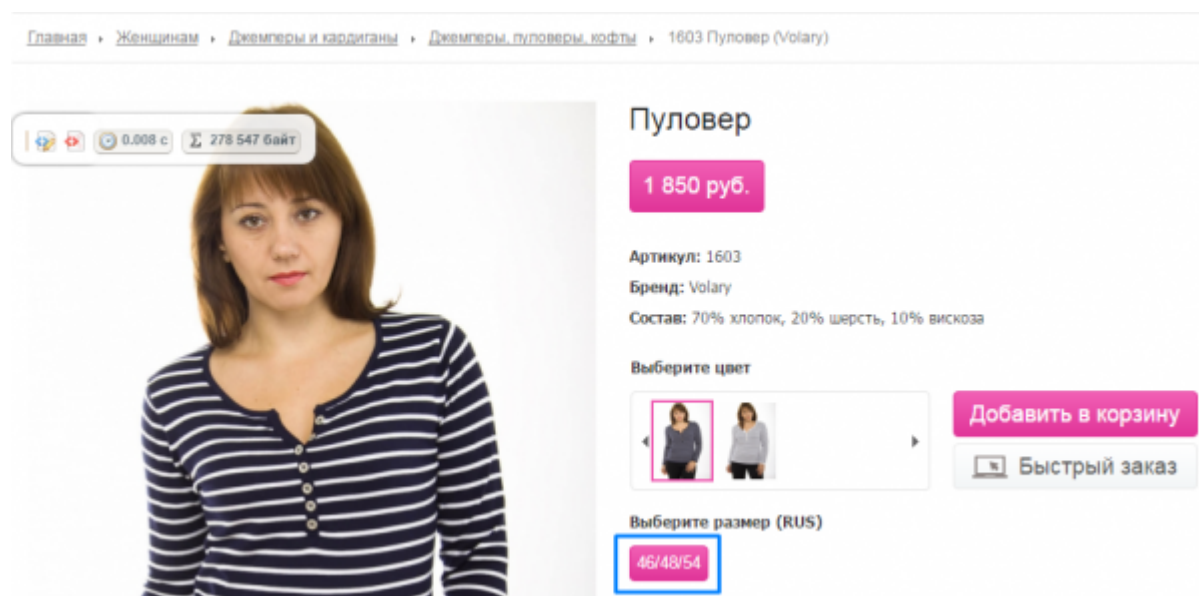 Главная › Женщинам › Джемперы и кардиганы › Джемперы, пуловеры, кофты › 1603 Пуловер (Volary)
0.008 с Σ 278 547 байт
Пуловер
1 850 руб.
Артикул: 1603
Бренд: Volary
Состав: 70% хлопок, 20% шерсть, 10% вискоза
Выберите цвет
Добавить в корзину
Быстрый заказ
Выберите размер (RUS)
46/48/54